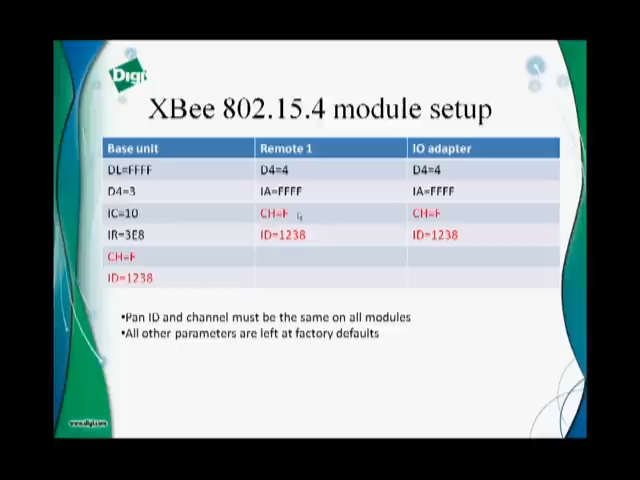 Digi
XBee 802.15.4 module setup
Base unit Remote 1 IO adapter
DL=FFFF D4=4 D4=4
D4=3 IA=FFFF IA=FFFF
IC=10 CH=F CH=F
IR=3E8 ID=1238 ID=1238
CH=F
ID=1238
•Pan ID and channel must be the same on all modules
•All other parameters are left at factory defaults
www.digi.com